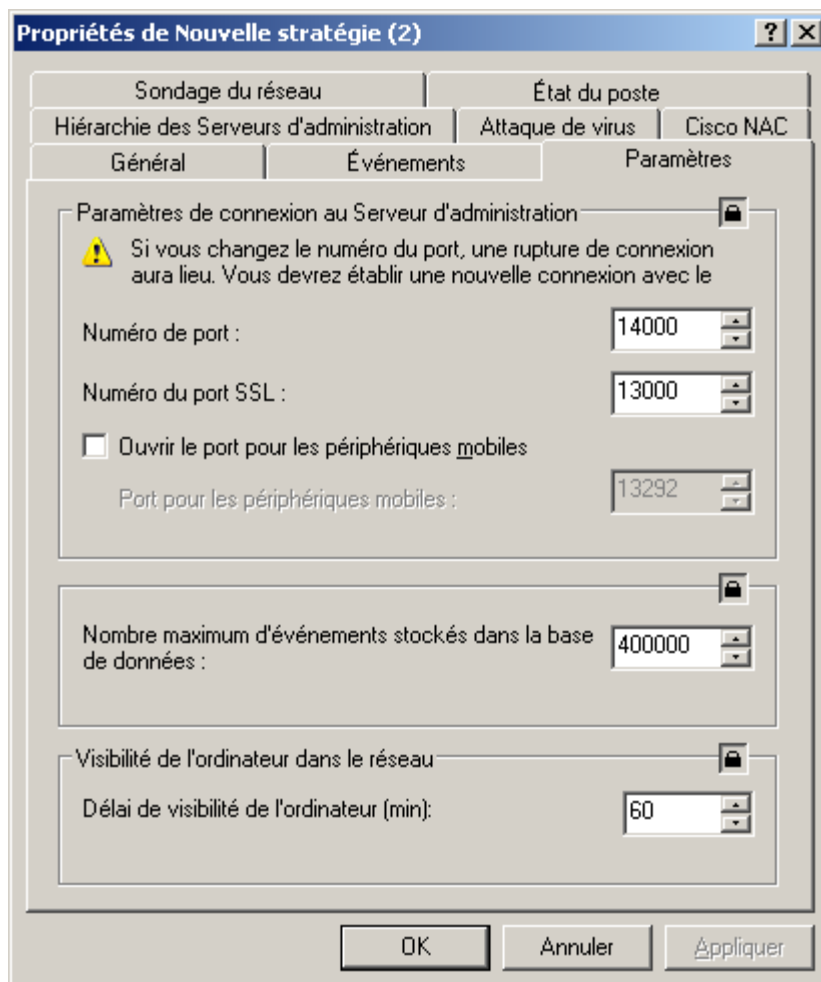 Propriétés de Nouvelle stratégie (2)
Sondage du réseau
État du poste
Hiérarchie des Serveurs d'administration
Attaque de virus
Cisco NAC
Général
Événements
Paramètres
Paramètres de connexion au Serveur d'administration
Si vous changez le numéro du port, une rupture de connexion
aura lieu. Vous devrez établir une nouvelle connexion avec le
Numéro de port :
14000
Numéro du port SSL :
13000
Ouvrir le port pour les périphériques mobiles
Port pour les périphériques mobiles :
13292
Nombre maximum d'événements stockés dans la base
de données :
400000
Visibilité de l'ordinateur dans le réseau
Délai de visibilité de l'ordinateur (min):
60
OK
Annuler
Appliquer